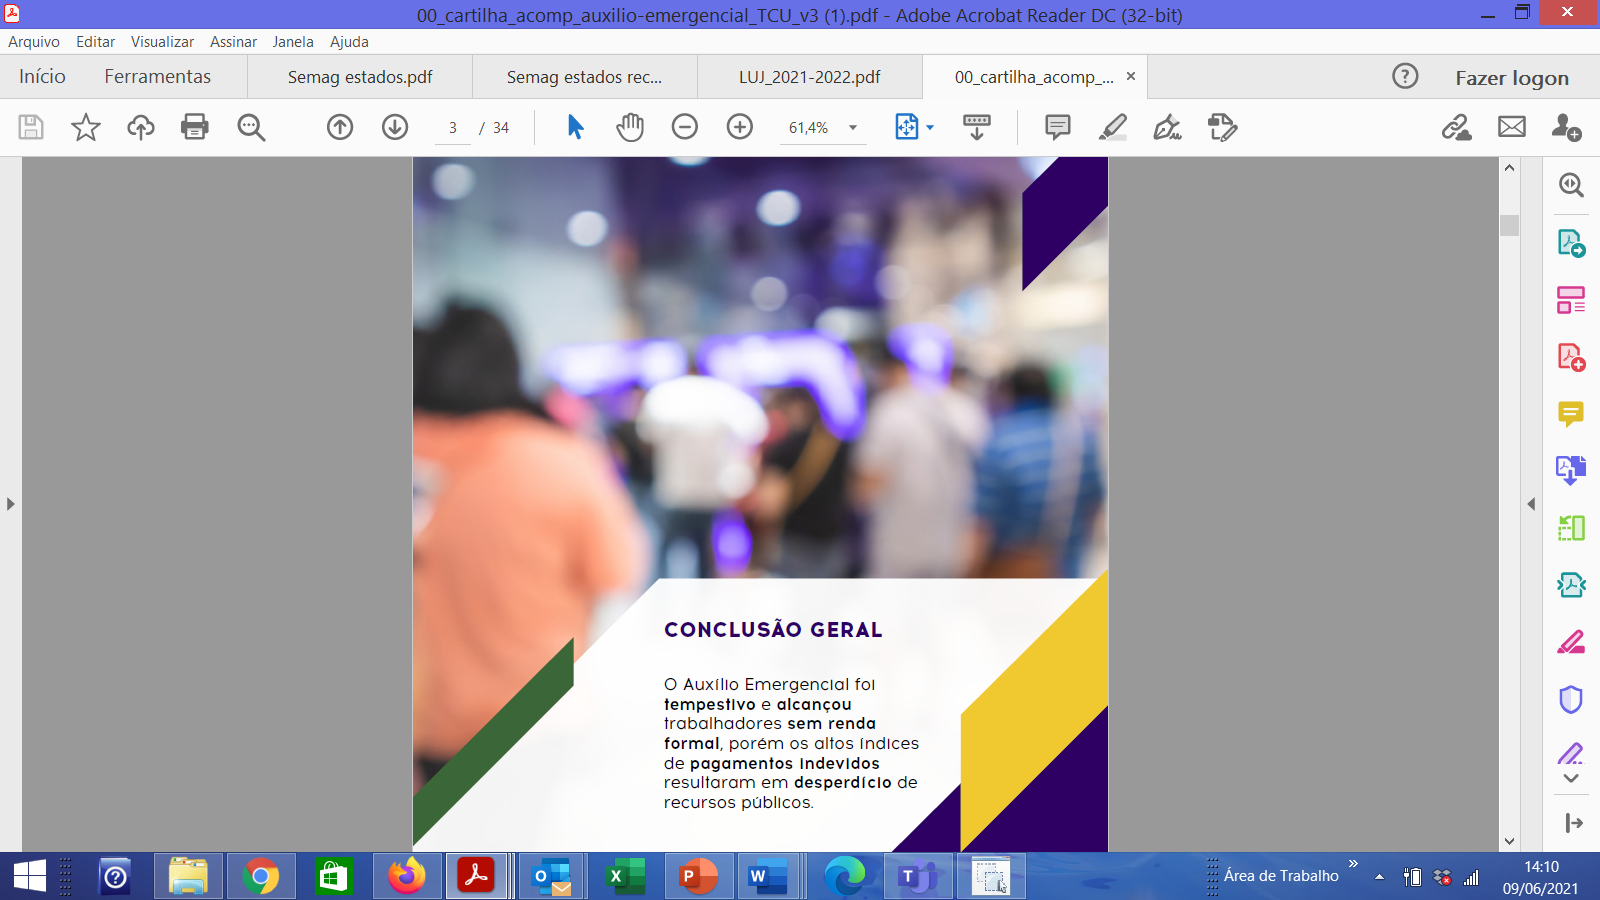 00_cartilha_acomp_auxilio-emergencial_TCU_v3 (1).pdf - Adobe Acrobat Reader DC (32-bit)
Arquivo Editar Visualizar Assinar Janela Ajuda
Início Ferramentas Semag estados.pdf Semag estados rec... LUJ_2021-2022.pdf 00_cartilha_acomp_... × Fazer logon
3 / 34 61,4%
CONCLUSÃO GERAL
O Auxílio Emergencial foi
tempestivo e alcançou
trabalhadores sem renda
formal, porém os altos índices
de pagamentos indevidos
resultaram em desperdício de
recursos públicos.
Área de Trabalho
14:10
09/06/2021